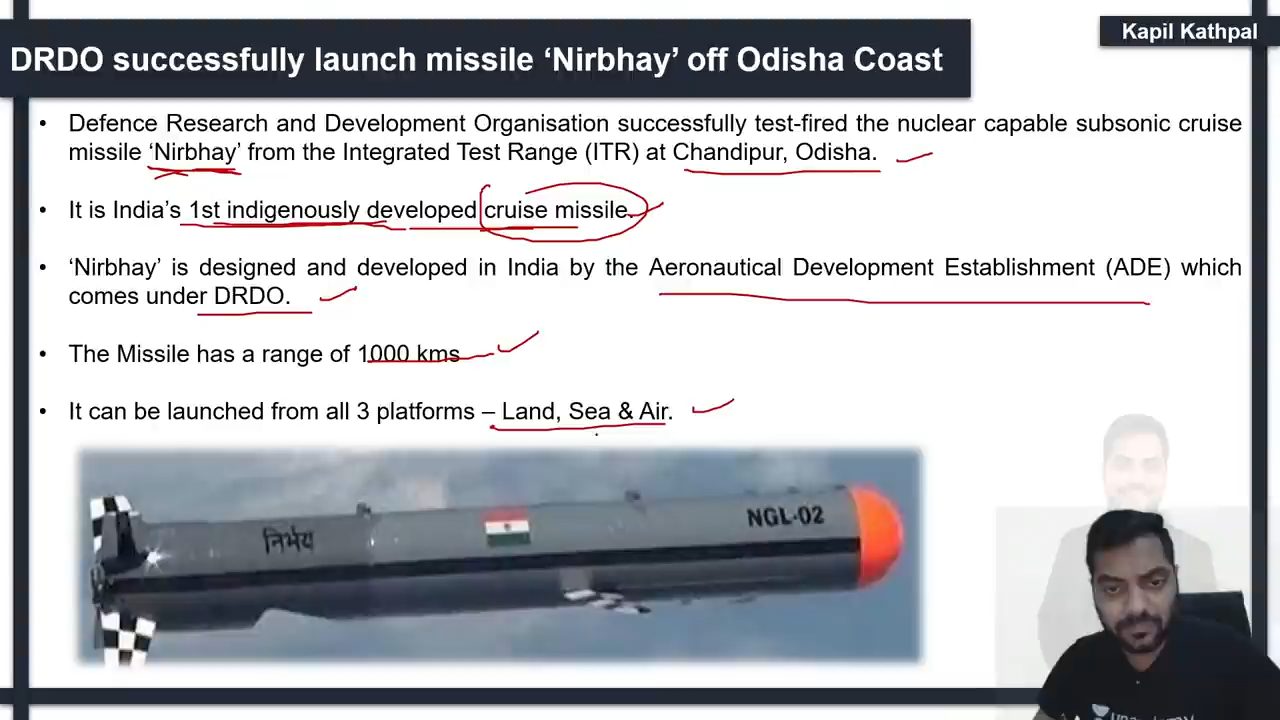 Kapil Kathpal
DRDO successfully launch missile ‘Nirbhay’ off Odisha Coast
• Defence Research and Development Organisation successfully test-fired the nuclear capable subsonic cruise
missile ‘Nirbhay’ from the Integrated Test Range (ITR) at Chandipur, Odisha.
• It is India’s 1st indigenously developed cruise missile.
• ‘Nirbhay’ is designed and developed in India by the Aeronautical Development Establishment (ADE) which
comes under DRDO.
• The Missile has a range of 1000 kms
• It can be launched from all 3 platforms – Land, Sea & Air.
निर्भय
NGL-02